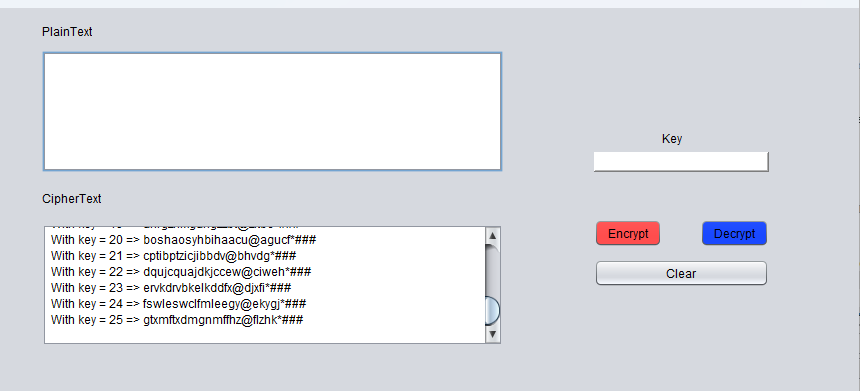 PlainText
Key
CipherText
With key = 20 => boshaosyhbihaacu@agucf*###
With key = 21 => cptibptzicjibbdv@bhvdg*###
With key = 22 => dqujcquajdkjccew@ciweh*###
With key = 23 => ervkdrvbkelkddfx@djxfi*###
With key = 24 => fswleswclfmleegy@ekygj*###
With key = 25 => gtxmftxdmgnmffhz@flzhk*###
Encrypt
Decrypt
Clear